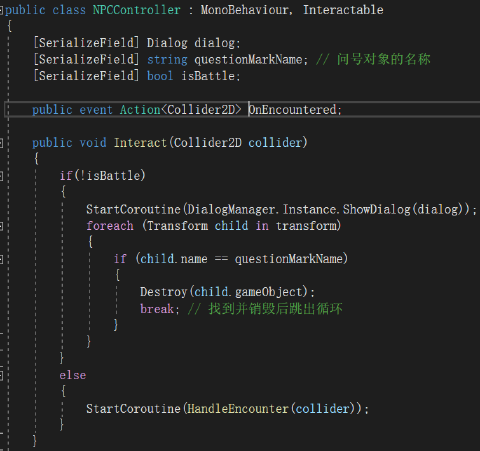 public class NPCController : MonoBehaviour, Interactable
{
[SerializeField] Dialog dialog;
[SerializeField] string questionMarkName; // 问号对象的名称
[SerializeField] bool isBattle;
public event Action<Collider2D> OnEncountered;
public void Interact(Collider2D collider)
{
if(!isBattle)
{
StartCoroutine(DialogManager.Instance.ShowDialog(dialog));
foreach (Transform child in transform)
{
if (child.name == questionMarkName)
{
Destroy(child.gameObject);
break; // 找到并销毁后跳出循环
}
}
}
else
{
StartCoroutine(HandleEncounter(collider));
}
}